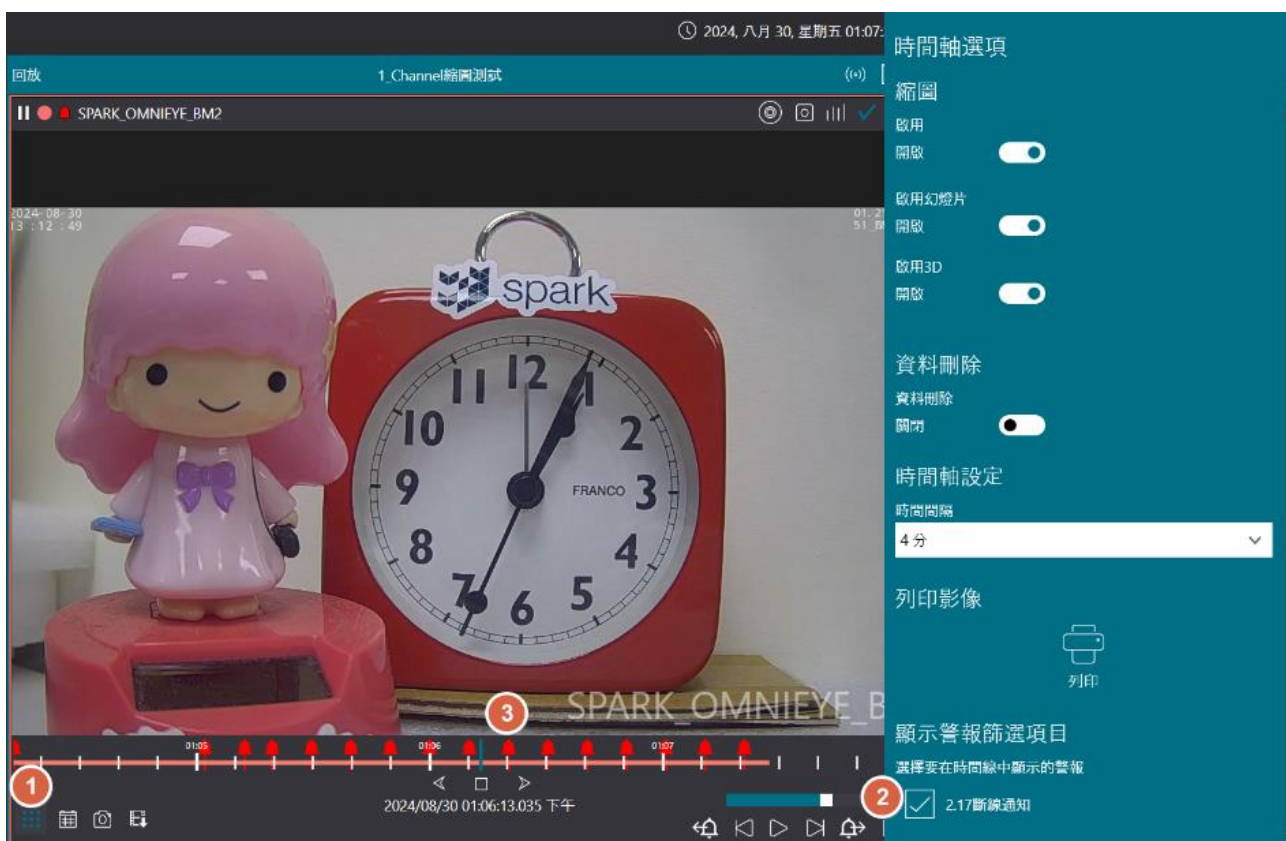 2024, 八月 30, 星期五 01:07:
回放
1_Channel縮圖測試
SPARK_OMNIEYE_BM2
2024-08-30
13:12:49
spark
11 12 1
10 2
9 FRANCO 3
8 4
7 6 5
SPARK_OMNIEYE_B
3
01:05 01:06 01:07
1
2024/08/30 01:06:13.035 下午
時間軸選項
縮圖
啟用
開啟
啟用幻燈片
開啟
啟用3D
開啟
資料刪除
資料刪除
關閉
時間軸設定
時間間隔
4 分
列印影像
列印
顯示警報篩選項目
選擇要在時間線中顯示的警報
2
2.17斷線通知